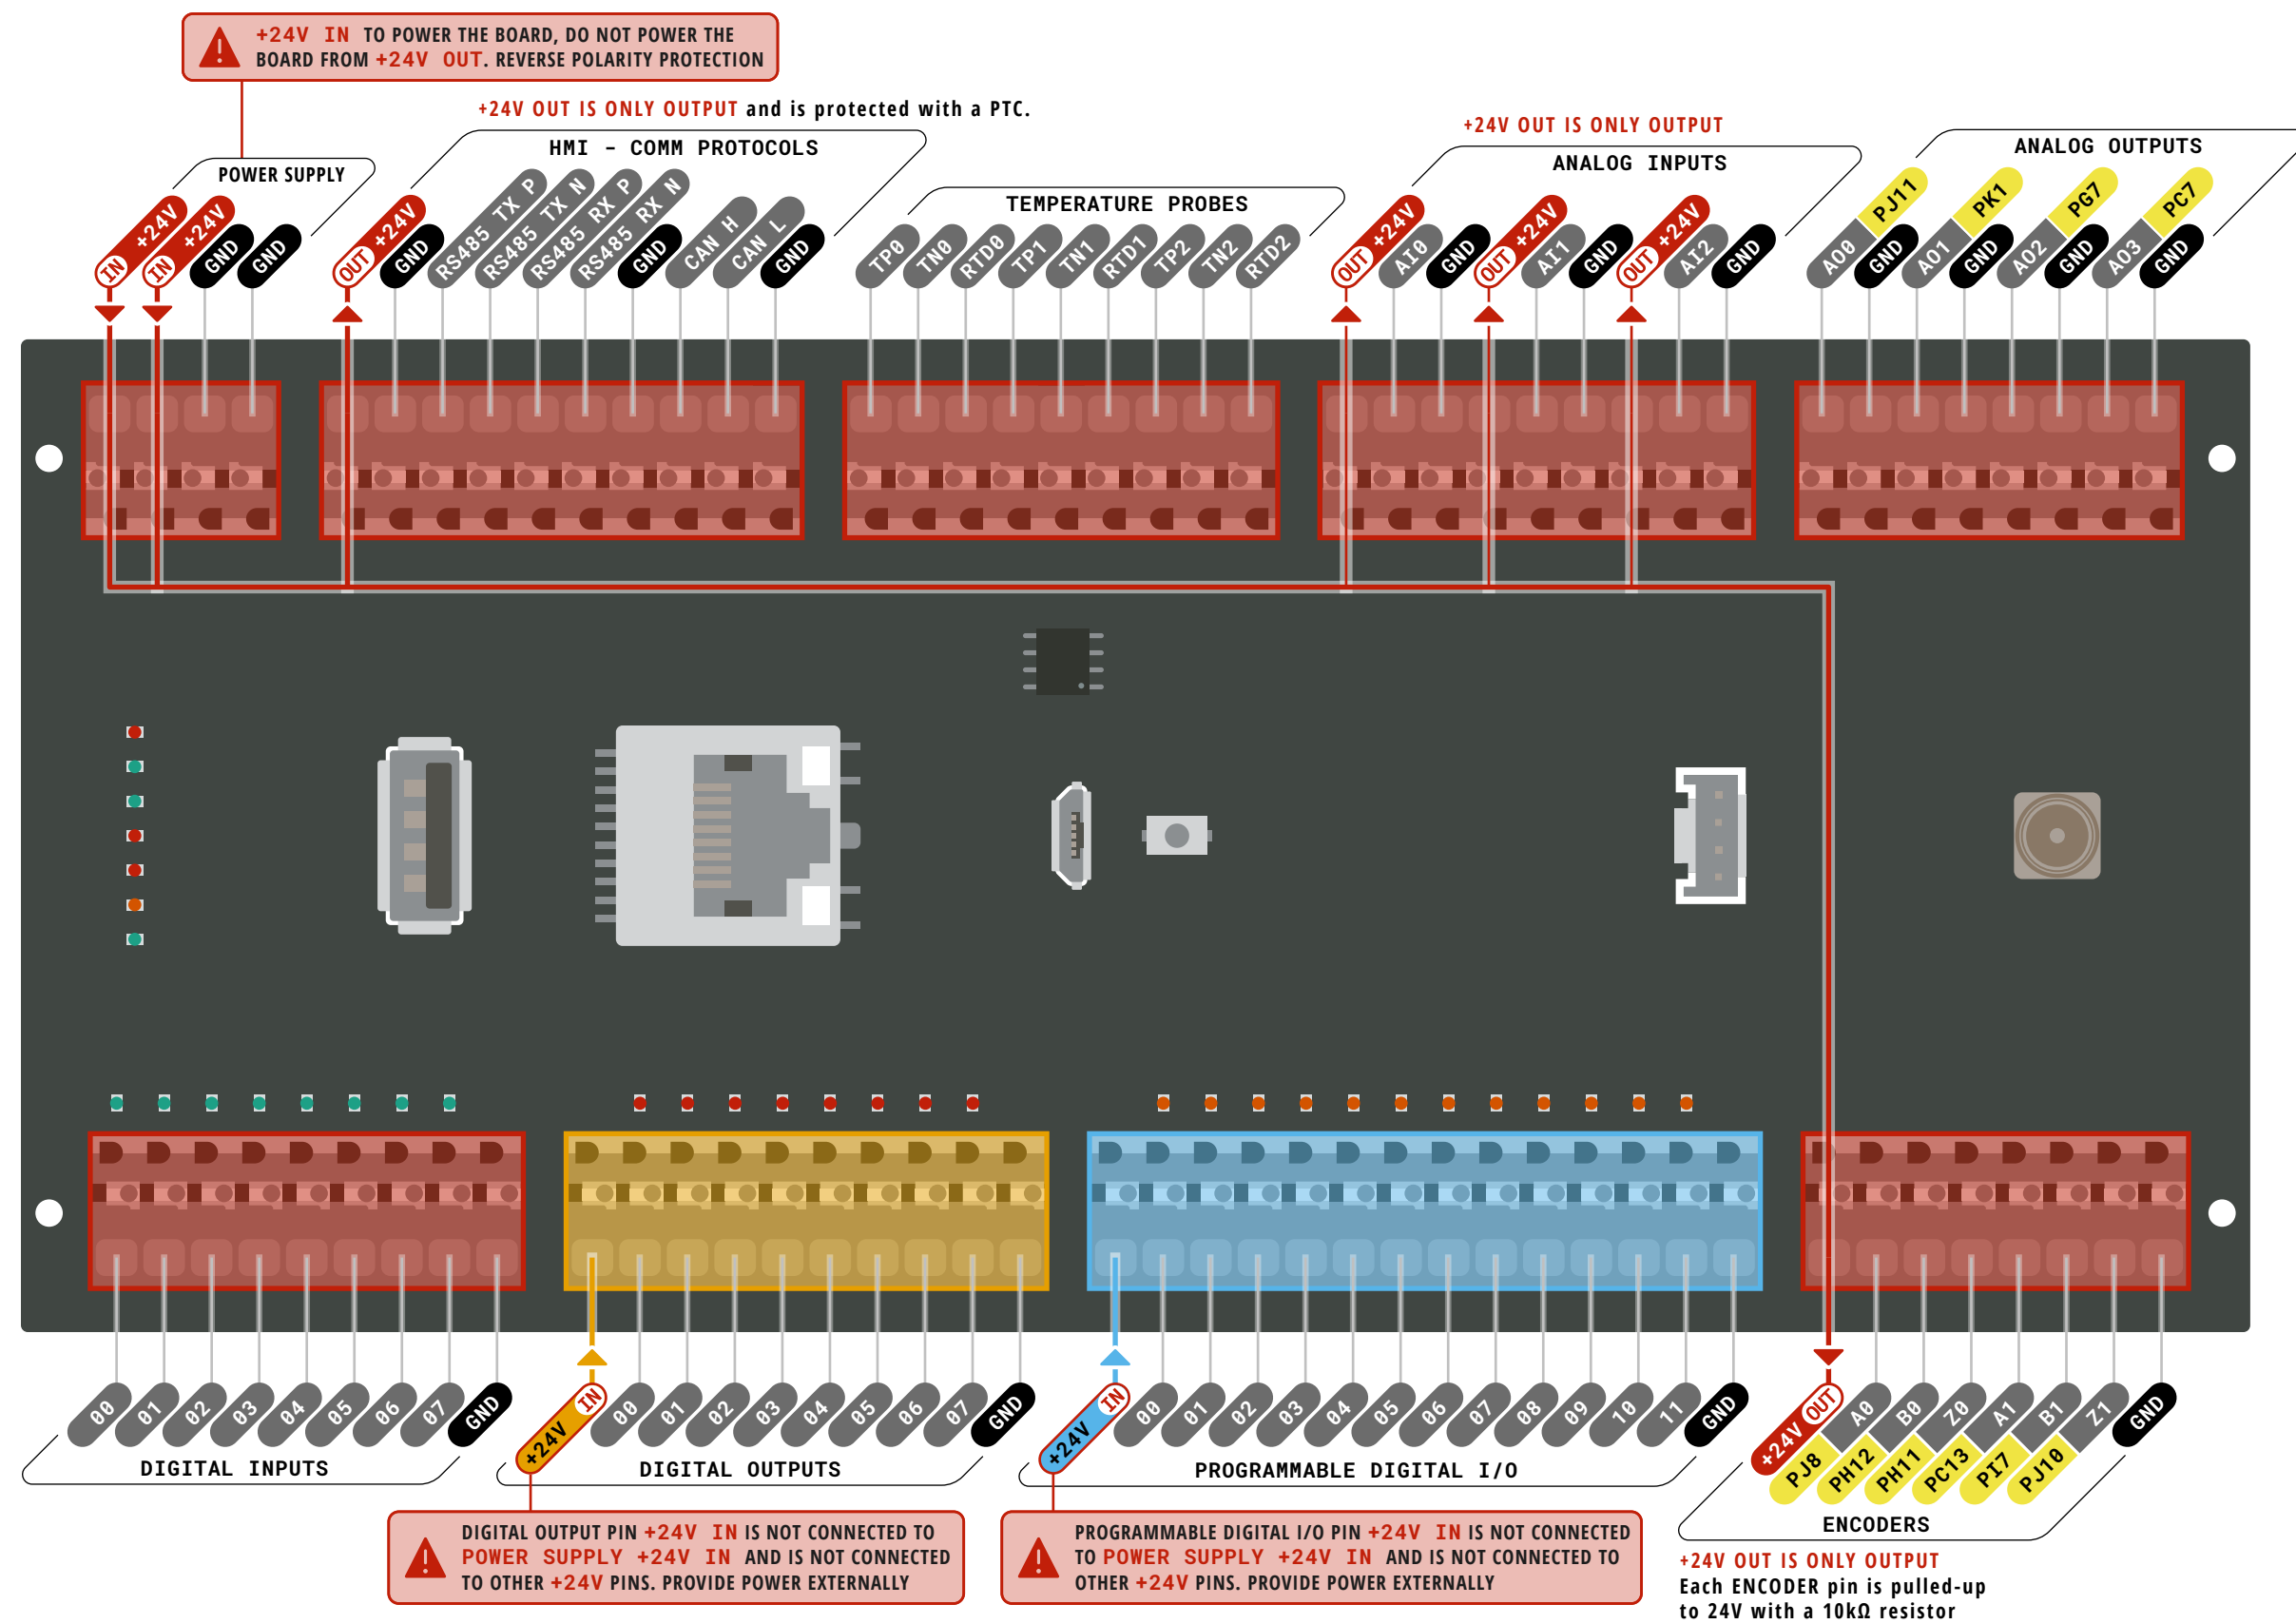 +24V IN TO POWER THE BOARD, DO NOT POWER THE
BOARD FROM +24V OUT. REVERSE POLARITY PROTECTION
+24V OUT IS ONLY OUTPUT and is protected with a PTC.
POWER SUPPLY
IN +24V
IN +24V
GND
GND
HMI - COMM PROTOCOLS
OUT +24V
GND
RS485 TX P
RS485 TX N
RS485 RX P
RS485 RX N
GND
CAN H
CAN L
GND
TEMPERATURE PROBES
TP0
TN0
RTD0
TP1
TN1
RTD1
TP2
TN2
RTD2
+24V OUT IS ONLY OUTPUT
ANALOG INPUTS
OUT +24V
AI0
GND
OUT +24V
AI1
GND
OUT +24V
AI2
GND
ANALOG OUTPUTS
AO0 PJ11
GND
AO1 PK1
GND
AO2 PG7
GND
AO3 PC7
GND
00
01
02
03
04
05
06
07
GND
DIGITAL INPUTS
+24V IN
00
01
02
03
04
05
06
07
GND
DIGITAL OUTPUTS
DIGITAL OUTPUT PIN +24V IN IS NOT CONNECTED TO
POWER SUPPLY +24V IN AND IS NOT CONNECTED
TO OTHER +24V PINS. PROVIDE POWER EXTERNALLY
+24V IN
00
01
02
03
04
05
06
07
08
09
10
11
GND
PROGRAMMABLE DIGITAL I/O
PROGRAMMABLE DIGITAL I/O PIN +24V IN IS NOT CONNECTED
TO POWER SUPPLY +24V IN AND IS NOT CONNECTED TO
OTHER +24V PINS. PROVIDE POWER EXTERNALLY
+24V OUT
PJ8 A0
PH12 B0
PH11 Z0
PC13 A1
PI7 B1
PJ10 Z1
GND
ENCODERS
+24V OUT IS ONLY OUTPUT
Each ENCODER pin is pulled-up
to 24V with a 10kΩ resistor